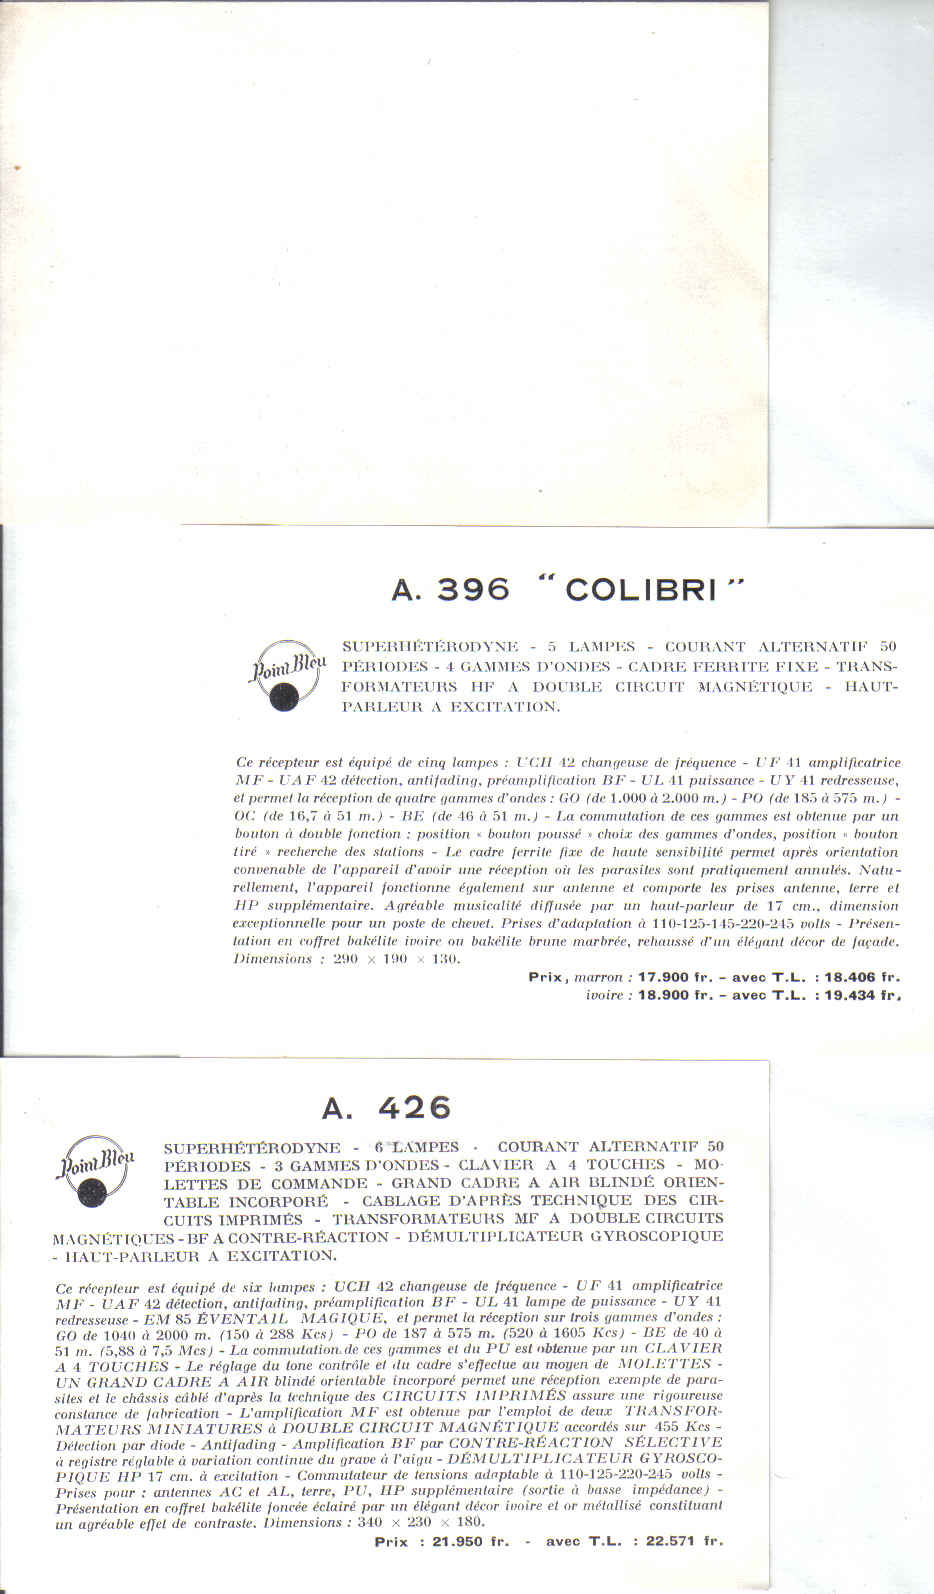 A. 396 “COLIBRI”
Point Bleu
SUPERHÉTÉRODYNE - 5 LAMPES - COURANT ALTERNATIF 50
PÉRIODES - 4 GAMMES D'ONDES - CADRE FERRITE FIXE - TRANS-
FORMATEURS HF A DOUBLE CIRCUIT MAGNÉTIQUE - HAUT-
PARLEUR A EXCITATION.
Ce récepteur est équipé de cinq lampes : UCH 42 changeuse de fréquence - UF 41 amplificatrice
MF - UAF 42 détection, antifading, préamplification BF - UL 41 puissance - UY 41 redresseuse,
et permet la réception de quatre gammes d'ondes : GO (de 1.000 à 2.000 m.) - PO (de 185 à 575 m.) -
OC (de 16,7 à 51 m.) - BE (de 46 à 51 m.) - La commutation de ces gammes est obtenue par un
bouton à double fonction : position « bouton poussé » choix des gammes d'ondes, position « bouton
tiré » recherche des stations - Le cadre ferrite fixe de haute sensibilité permet après orientation
convenable de l'appareil d'avoir une réception où les parasites sont pratiquement annulés. Natu-
rellement, l'appareil fonctionne également sur antenne et comporte les prises antenne, terre et
HP supplémentaire. Agréable musicalité diffusée par un haut-parleur de 17 cm., dimension
exceptionnelle pour un poste de chevet. Prises d'adaptation à 110-125-145-220-245 volts - Présen-
tation en coffret bakélite ivoire ou bakélite brune marbrée, rehaussé d'un élégant décor de façade.
Dimensions : 290 × 190 × 130.
Prix, marron : 17.900 fr. - avec T.L. : 18.406 fr.
ivoire : 18.900 fr. - avec T.L. : 19.434 fr.
A. 426
Point Bleu
SUPERHÉTÉRODYNE - 6 LAMPES - COURANT ALTERNATIF 50
PÉRIODES - 3 GAMMES D'ONDES - CLAVIER A 4 TOUCHES - MO-
LETTES DE COMMANDE - GRAND CADRE A AIR BLINDÉ ORIEN-
TABLE INCORPORÉ - CABLAGE D'APRÈS TECHNIQUE DES CIR-
CUITS IMPRIMÉS - TRANSFORMATEURS MF A DOUBLE CIRCUITS
MAGNÉTIQUES - BF A CONTRE-RÉACTION - DÉMULTIPLICATEUR GYROSCOPIQUE
- HAUT-PARLEUR A EXCITATION.
Ce récepteur est équipé de six lampes : UCH 42 changeuse de fréquence - UF 41 amplificatrice
MF - UAF 42 détection, antifading, préamplification BF - UL 41 lampe de puissance - UY 41
redresseuse - EM 85 ÉVENTAIL MAGIQUE, et permet la réception sur trois gammes d'ondes :
GO de 1040 à 2000 m. (150 à 288 Kcs) - PO de 187 à 575 m. (520 à 1605 Kcs) - BE de 40 à
51 m. (5,88 à 7,5 Mcs) - La commutation de ces gammes et du PU est obtenue par un CLAVIER
A 4 TOUCHES - Le réglage du tone contrôle et du cadre s'effectue au moyen de MOLETTES -
UN GRAND CADRE A AIR blindé orientable incorporé permet une réception exempte de para-
sites et le châssis câblé d'après la technique des CIRCUITS IMPRIMÉS assure une rigoureuse
constance de fabrication - L'amplification MF est obtenue par l'emploi de deux TRANSFOR-
MATEURS MINIATURES à DOUBLE CIRCUIT MAGNÉTIQUE accordés sur 455 Kcs -
Détection par diode - Antifading - Amplification BF par CONTRE-RÉACTION SÉLECTIVE
à registre réglable à variation continue du grave à l'aigu - DÉMULTIPLICATEUR GYROSCO-
PIQUE HP 17 cm. à excitation - Commutateur de tensions adaptable à 110-125-220-245 volts -
Prises pour : antennes AC et AL, terre, PU, HP supplémentaire (sortie à basse impédance) -
Présentation en coffret bakélite foncée éclairé par un élégant décor ivoire et or métallisé constituant
un agréable effet de contraste. Dimensions : 340 × 230 × 180.
Prix : 21.950 fr. - avec T.L. : 22.571 fr.